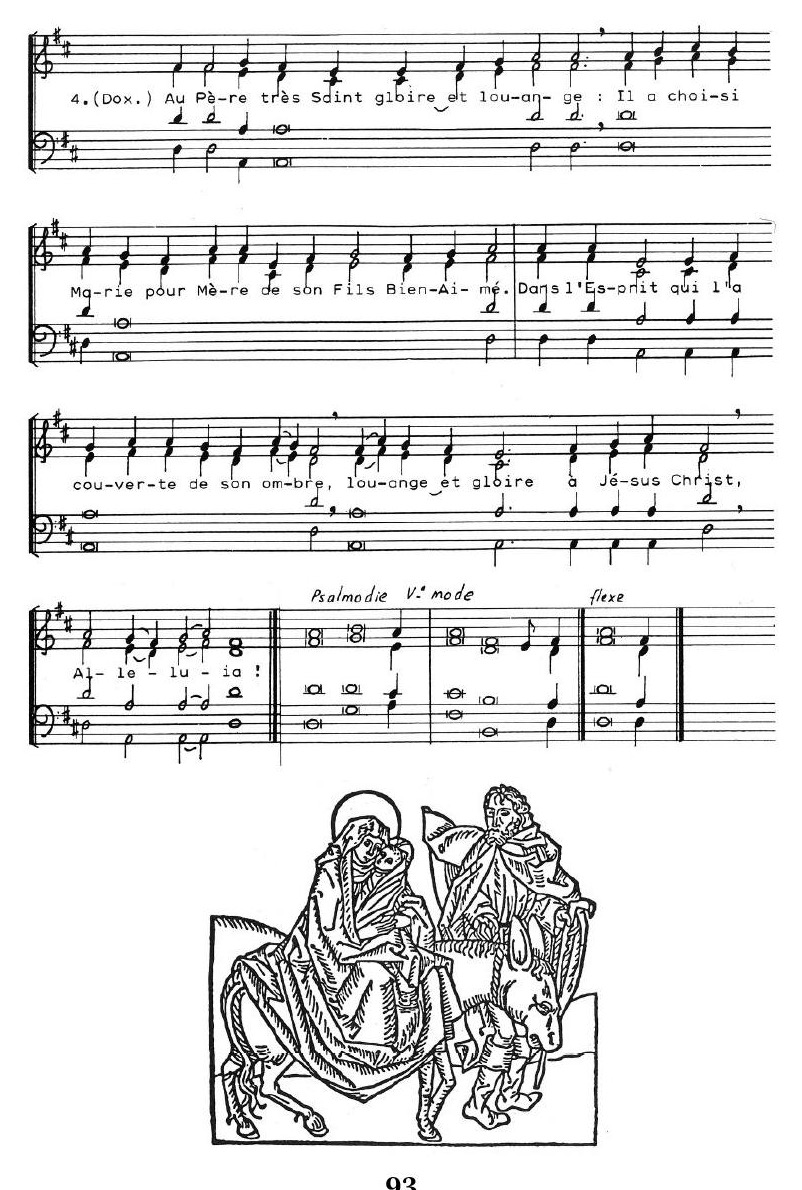 4.(Dox.) Au Pè-re très Saint gloire et lou-an- ge : Il a choi-si
Ma-rie pour Mè-re de son Fils Bien-Ai- mé. Dans l'Es-prit qui l'a
cou-ver-te de son om-bre, lou-ange et gloire à Jé-sus Christ,
Psalmodie V.e mode flexe
Al- le - lu - ia !
93